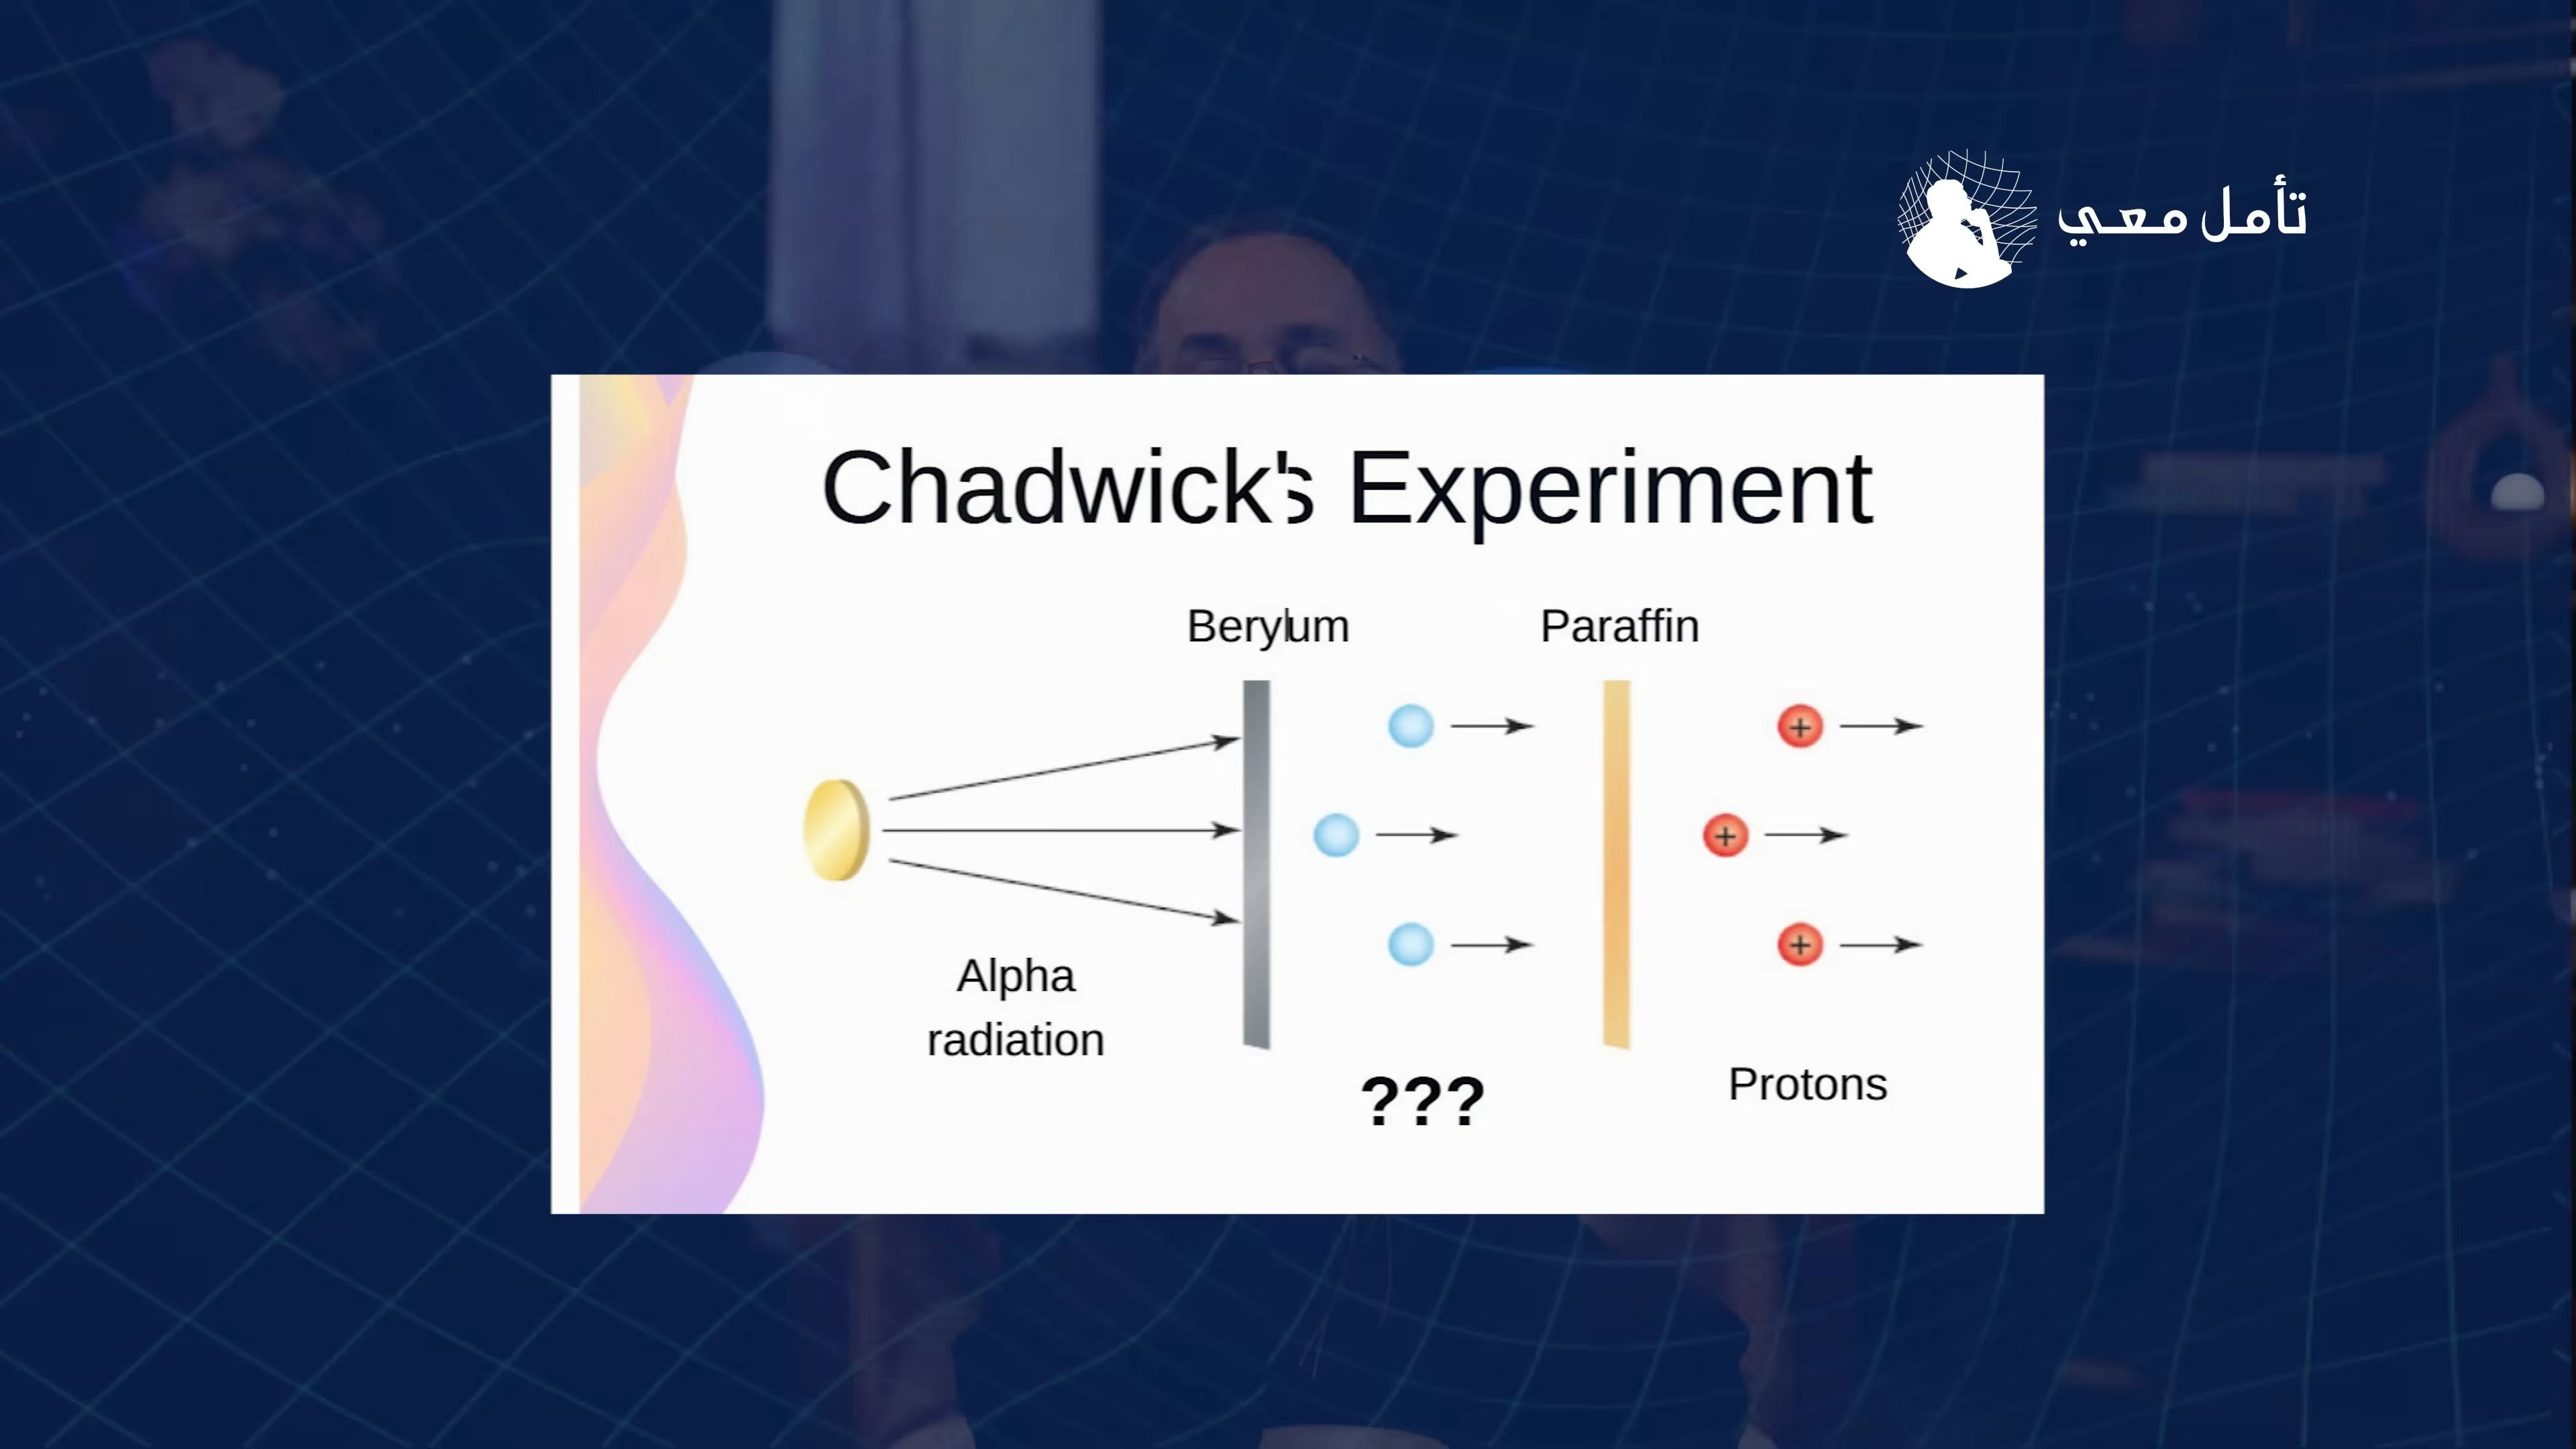 تأمل معي
Chadwick's Experiment
Berylum
Paraffin
+
+
+
Alpha
radiation
???
Protons